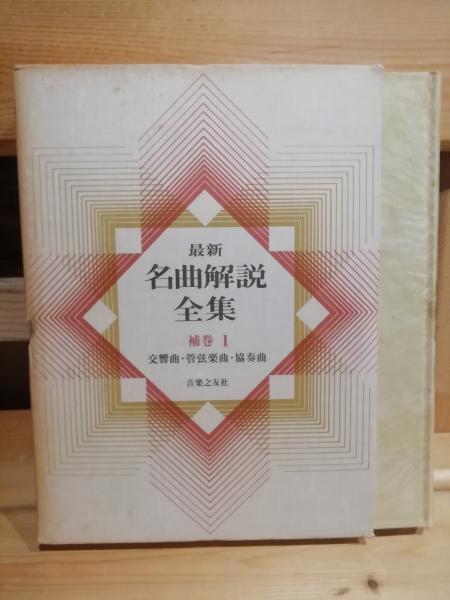 最新
名曲解説
全集
補巻 1
交響曲・管弦楽曲・協奏曲
音楽之友社